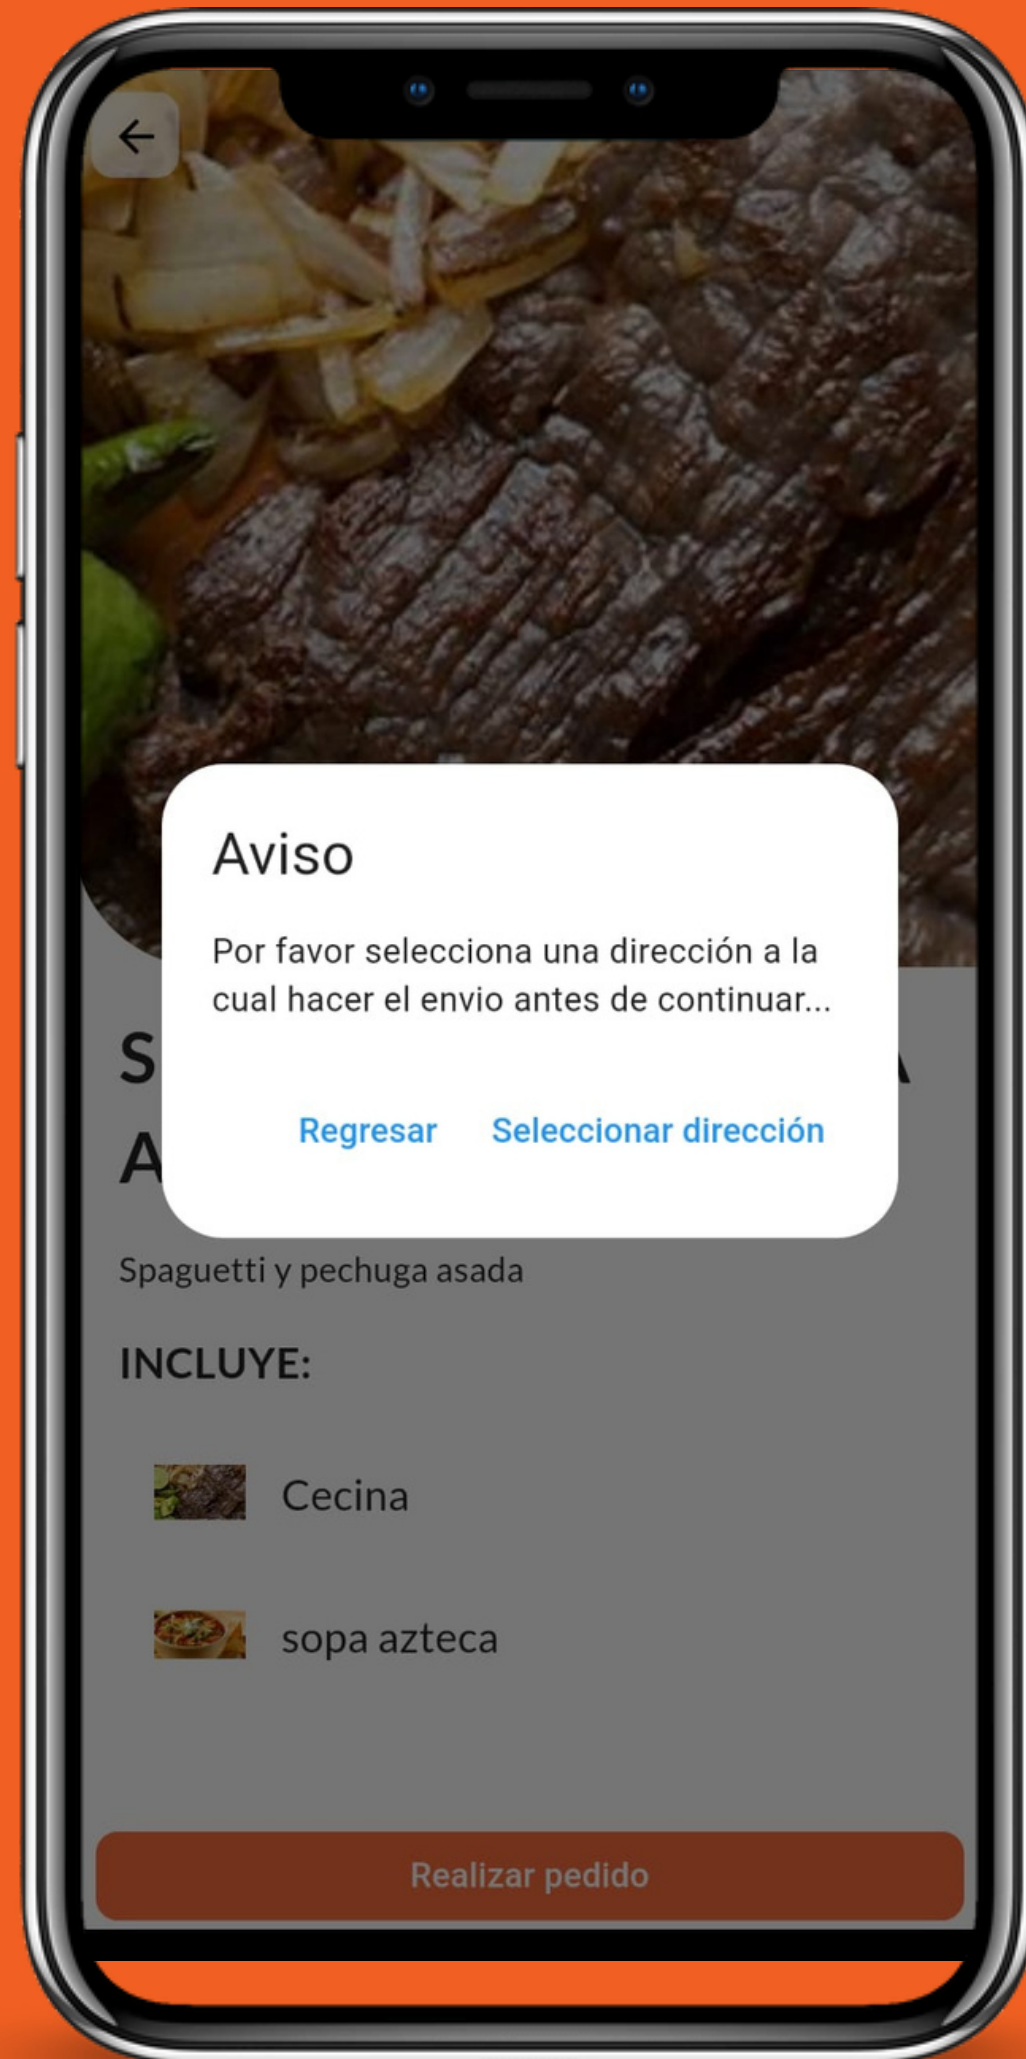 Aviso
Por favor selecciona una dirección a la
cual hacer el envio antes de continuar...
Regresar Seleccionar dirección
Spaguetti y pechuga asada
INCLUYE:
Cecina
sopa azteca
Realizar pedido